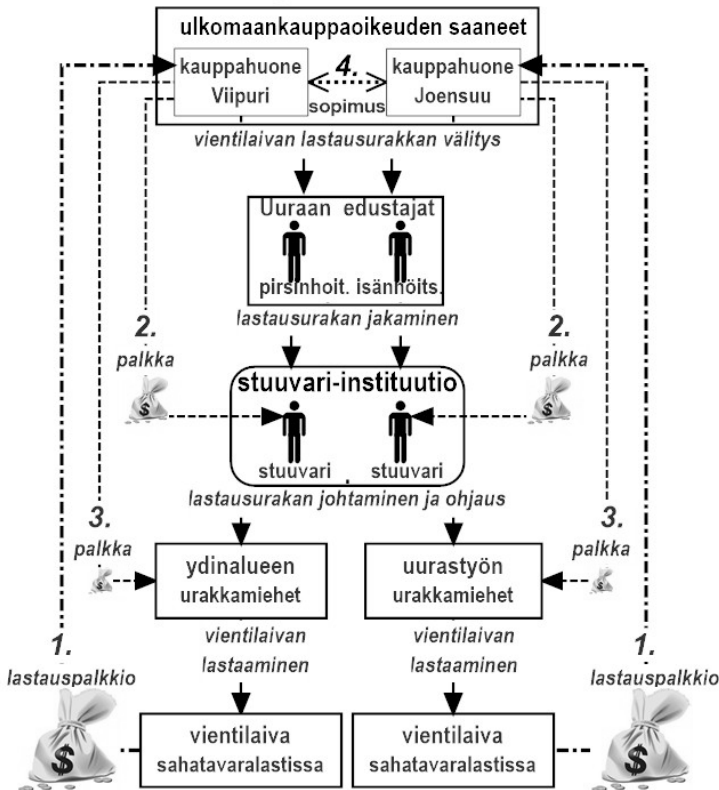 ulkomaankauppaoikeuden saaneet
kauppahuone
Viipuri
4.
sopimus
kauppahuone
Joensuu
vientilaivan lastausurakkan välitys
Uuraan edustajat
pirsinhoit. isänhöits.
lastausurakan jakaminen
2.
palkka
$
2.
palkka
$
stuuvari-instituutio
stuuvari stuuvari
lastausurakan johtaminen ja ohjaus
3.
palkka
$
3.
palkka
$
ydinalueen
urakkamiehet
uurastyön
urakkamiehet
vientilaivan
lastaaminen
vientilaivan
lastaaminen
1.
lastauspalkkio
$
1.
lastauspalkkio
$
vientilaiva
sahatavaralastissa
vientilaiva
sahatavaralastissa